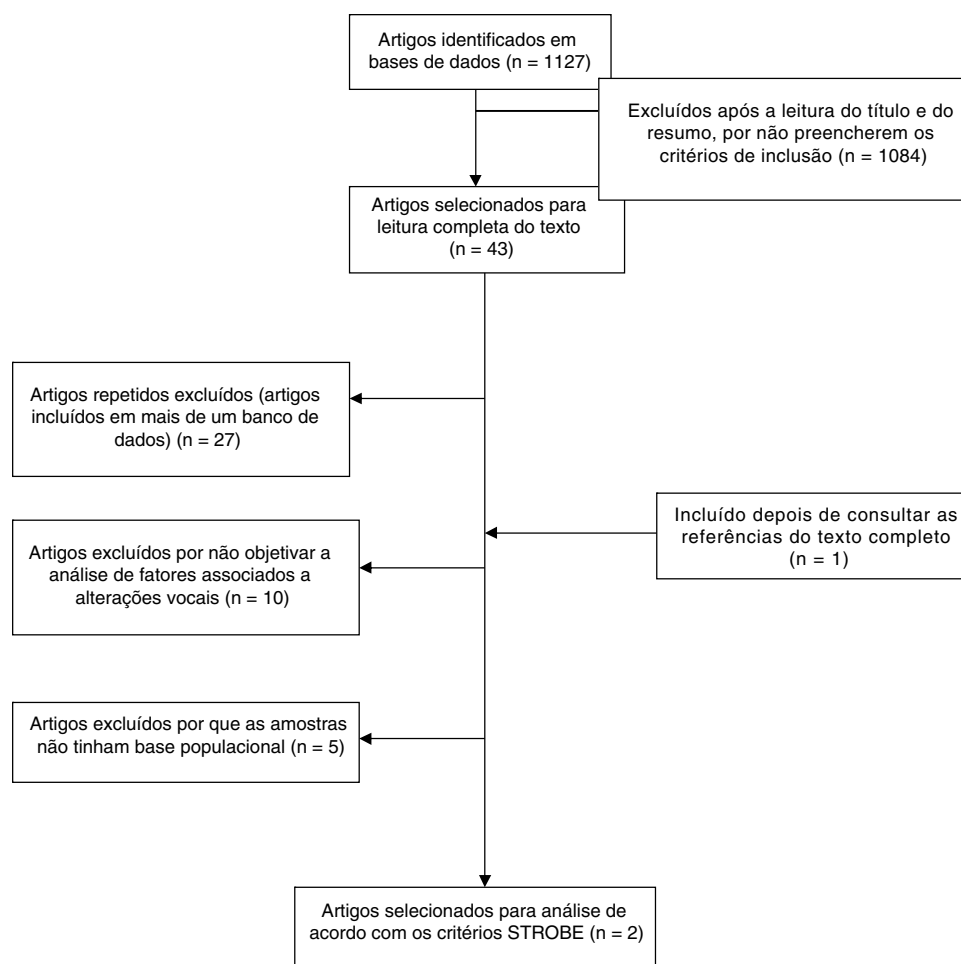 Artigos identificados em
bases de dados (n = 1127)
Excluídos após a leitura do título e do
resumo, por não preencherem os
critérios de inclusão (n = 1084)
Artigos selecionados para
leitura completa do texto
(n = 43)
Artigos repetidos excluídos (artigos
incluídos em mais de um banco de
dados) (n = 27)
Incluído depois de consultar as
referências do texto completo
(n = 1)
Artigos excluídos por não objetivar a
análise de fatores associados a
alterações vocais (n = 10)
Artigos excluídos por que as amostras
não tinham base populacional (n = 5)
Artigos selecionados para análise de
acordo com os critérios STROBE (n = 2)